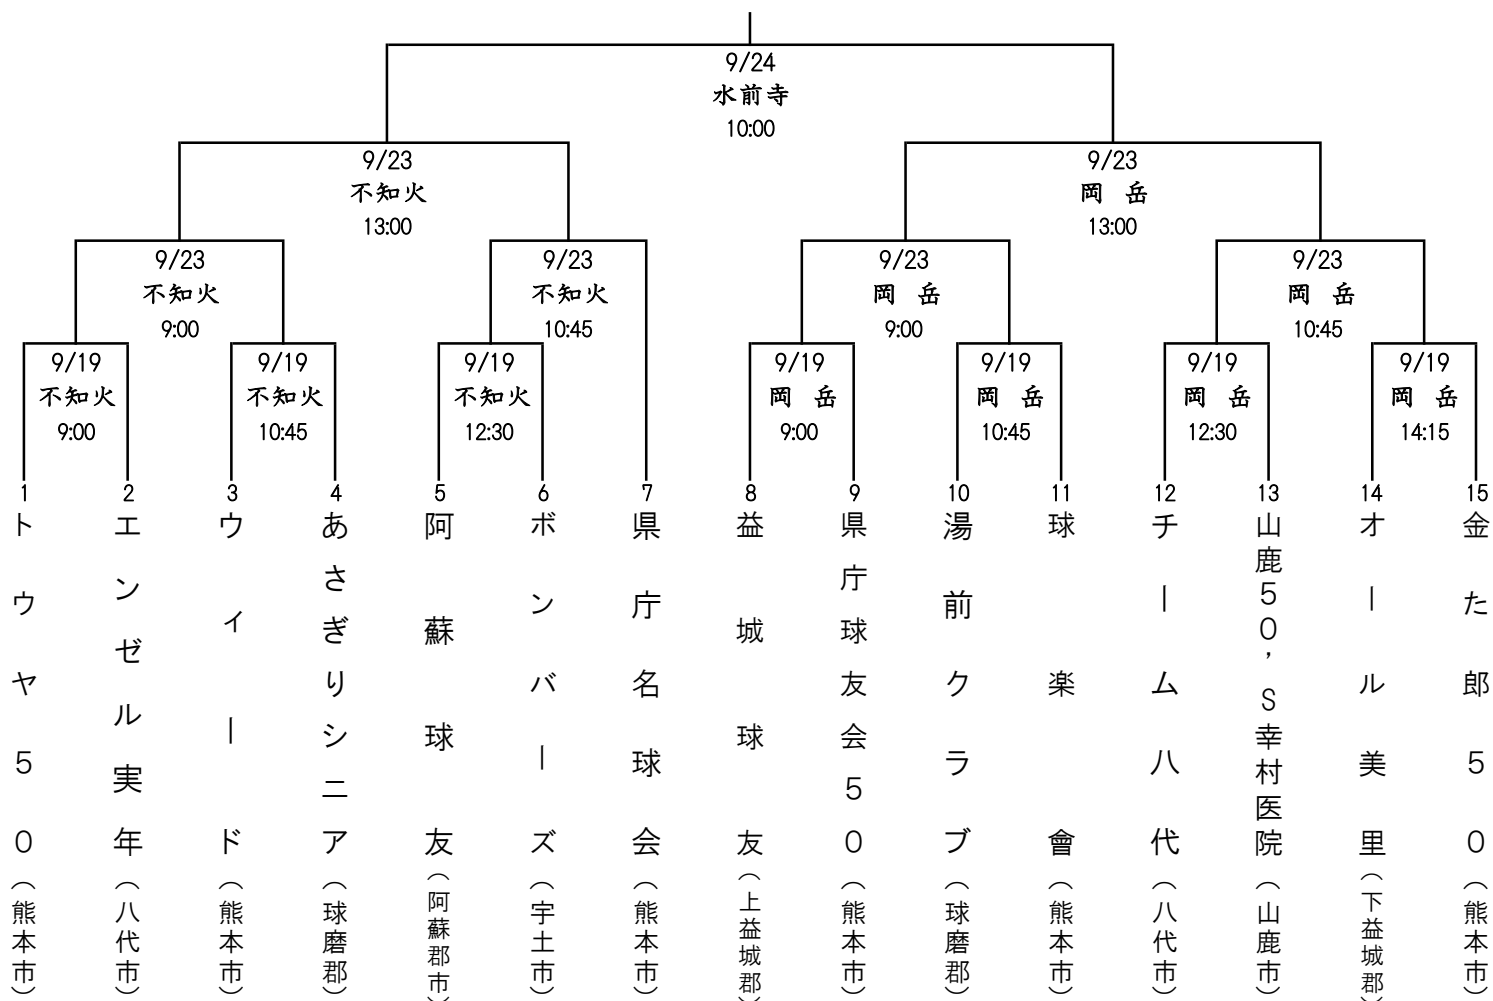 9/24
水前寺
10:00
9/23
不知火
13:00
9/23
岡 岳
13:00
9/23
不知火
9:00
9/23
不知火
10:45
9/23
岡 岳
9:00
9/23
岡 岳
10:45
9/19
不知火
9:00
9/19
不知火
10:45
9/19
不知火
12:30
9/19
岡 岳
9:00
9/19
岡 岳
10:45
9/19
岡 岳
12:30
9/19
岡 岳
14:15
1
トウヤ50(熊本市)
2
エンゼル実年(八代市)
3
ウィード(熊本市)
4
あさぎりシニア(球磨郡)
5
阿蘇球友(阿蘇郡市)
6
ボンバーズ(宇土市)
7
県庁名球会(熊本市)
8
益城球友(上益城郡)
9
県庁球友会50(熊本市)
10
湯前クラブ(球磨郡)
11
球楽會(熊本市)
12
チーム八代(八代市)
13
山鹿50,S幸村医院(山鹿市)
14
オール美里(下益城郡)
15
金た郎50(熊本市)